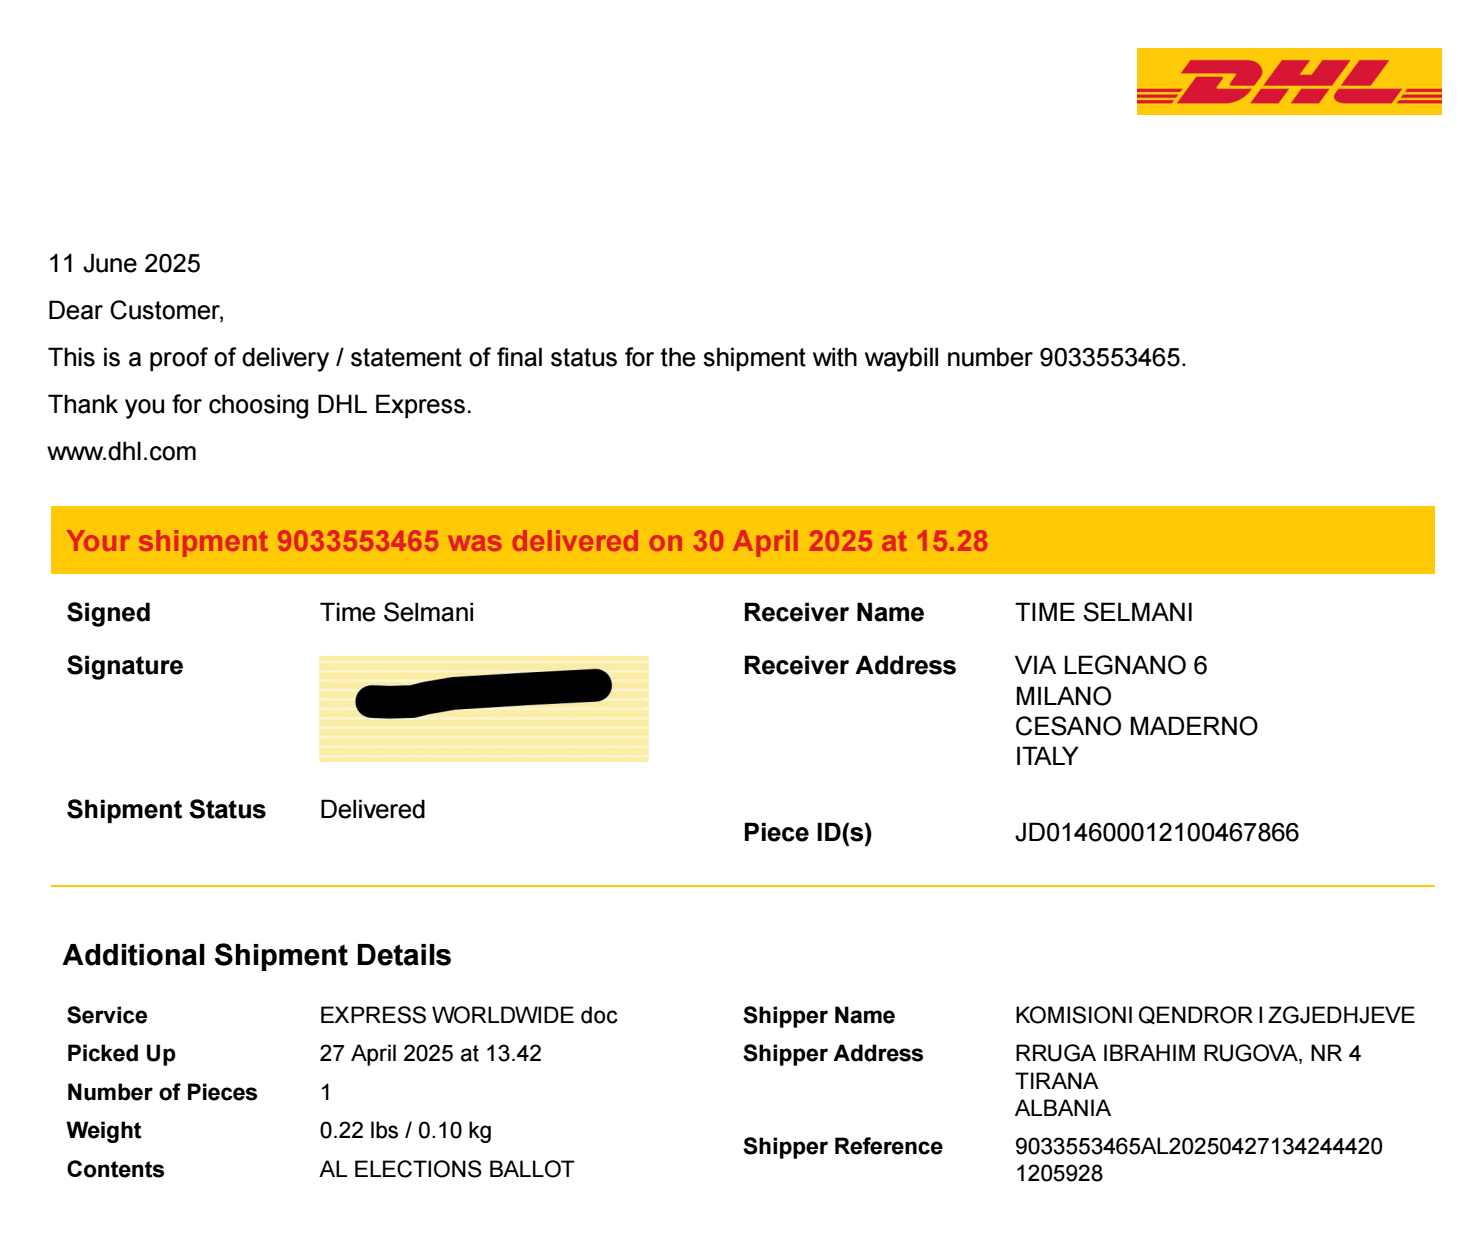 DHL
11 June 2025
Dear Customer,
This is a proof of delivery / statement of final status for the shipment with waybill number 9033553465.
Thank you for choosing DHL Express.
www.dhl.com
Your shipment 9033553465 was delivered on 30 April 2025 at 15.28
Signed Time Selmani
Signature
Shipment Status Delivered
Receiver Name TIME SELMANI
Receiver Address VIA LEGNANO 6
MILANO
CESANO MADERNO
ITALY
Piece ID(s) JD014600012100467866
Additional Shipment Details
Service EXPRESS WORLDWIDE doc
Picked Up 27 April 2025 at 13.42
Number of Pieces 1
Weight 0.22 lbs / 0.10 kg
Contents AL ELECTIONS BALLOT
Shipper Name KOMISIONI QENDROR I ZGJEDHJEVE
Shipper Address RRUGA IBRAHIM RUGOVA, NR 4
TIRANA
ALBANIA
Shipper Reference 9033553465AL20250427134244420
1205928